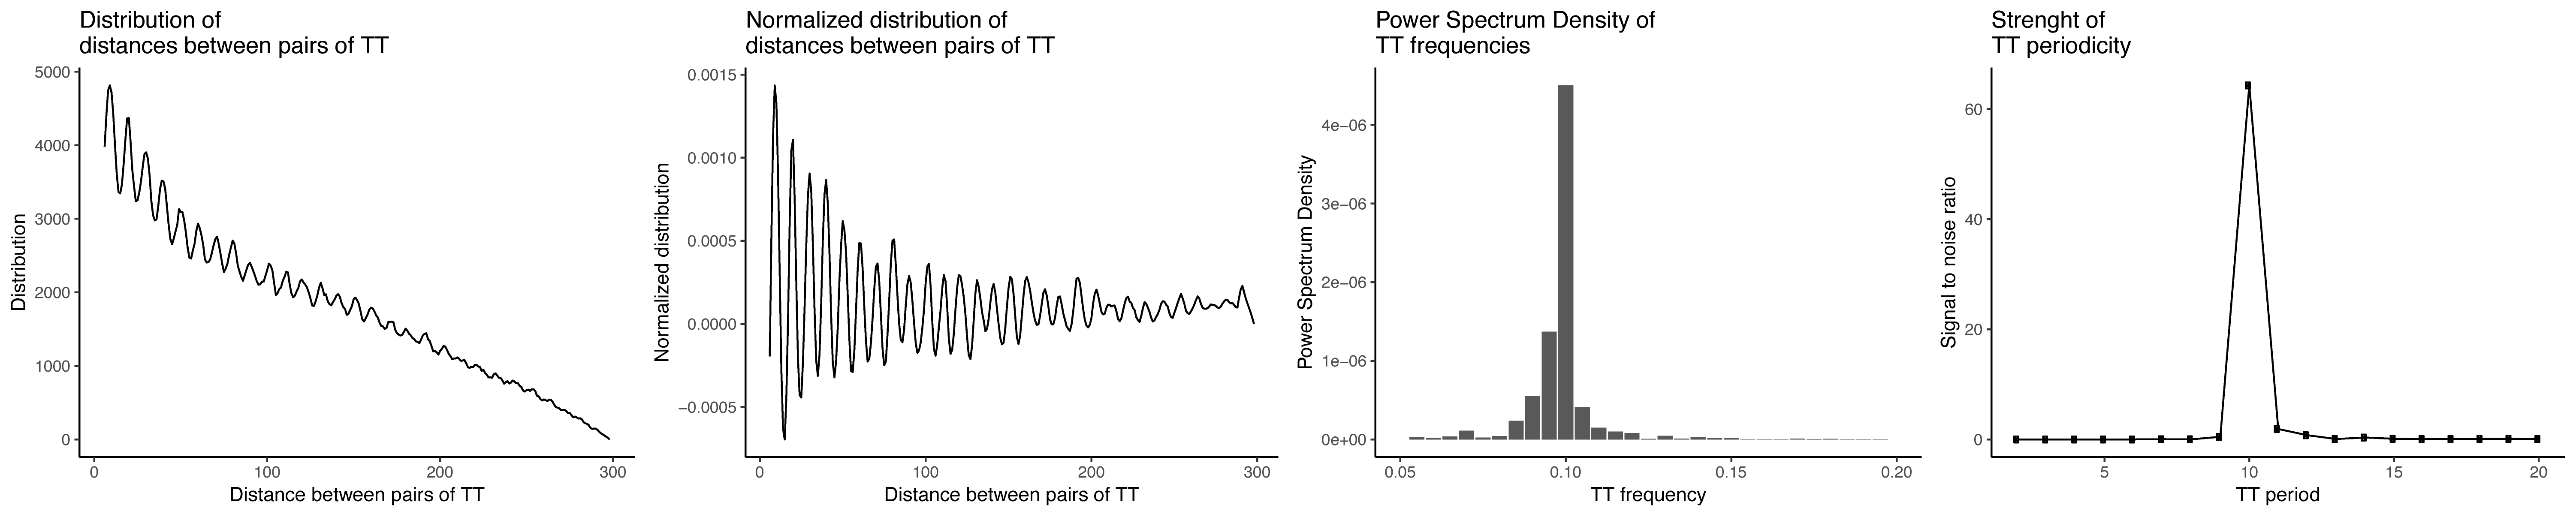 Distribution of
distances between pairs of TT
5000
4000
3000
2000
1000
0
Distribution
0 100 200 300
Distance between pairs of TT
Normalized distribution of
distances between pairs of TT
0.0015
0.0010
0.0005
0.0000
−0.0005
Normalized distribution
0 100 200 300
Distance between pairs of TT
Power Spectrum Density of
TT frequencies
4e−06
3e−06
2e−06
1e−06
0e+00
Power Spectrum Density
0.05 0.10 0.15 0.20
TT frequency
Strenght of
TT periodicity
60
40
20
0
Signal to noise ratio
5 10 15 20
TT period